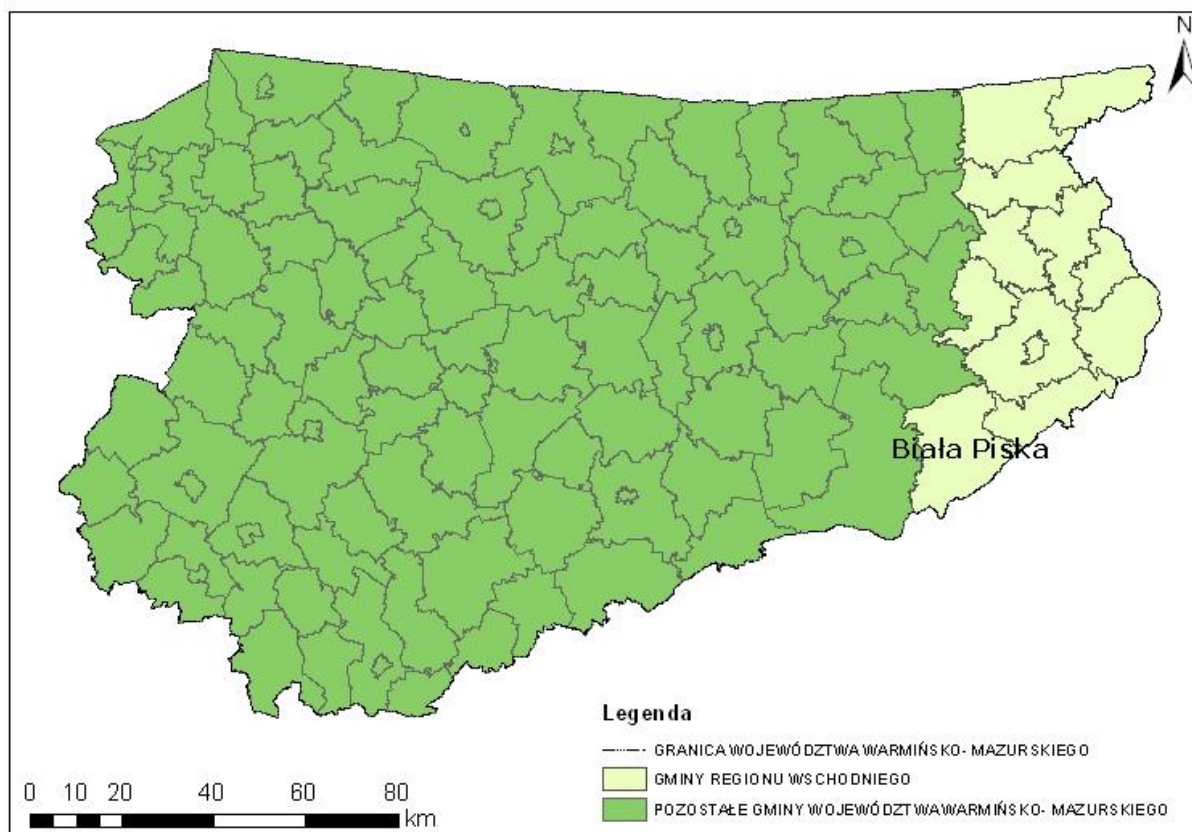 N
Biała Piska
Legenda
GRANICA WOJEWÓDZTWA WARMIŃSKO- MAZURSKIEGO
GMINY REGIONU WSCHODNIEGO
POZOSTAŁE GMINY WOJEWÓDZTWA WARMIŃSKO- MAZURSKIEGO
0 10 20 40 60 80
km